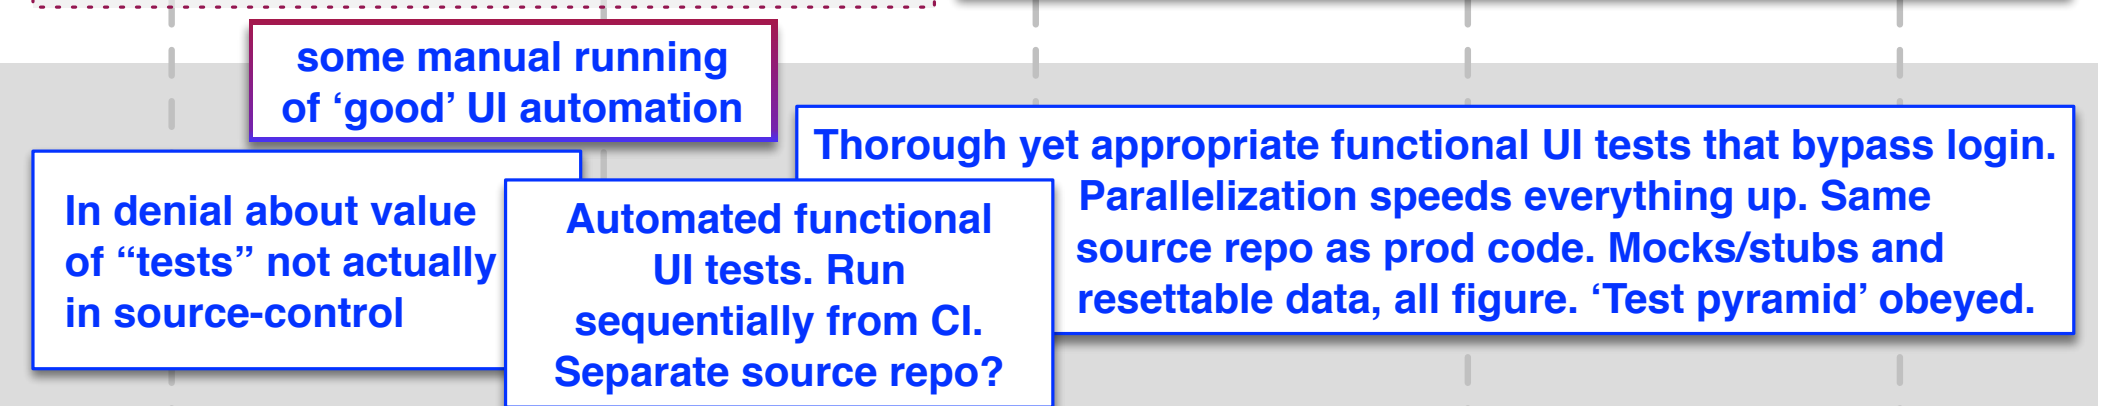 some manual running
of ‘good’ UI automation
In denial about value
of “tests” not actually
in source-control
Automated functional
UI tests. Run
sequentially from CI.
Separate source repo?
Thorough yet appropriate functional UI tests that bypass login.
Parallelization speeds everything up. Same
source repo as prod code. Mocks/stubs and
resettable data, all figure. ‘Test pyramid’ obeyed.